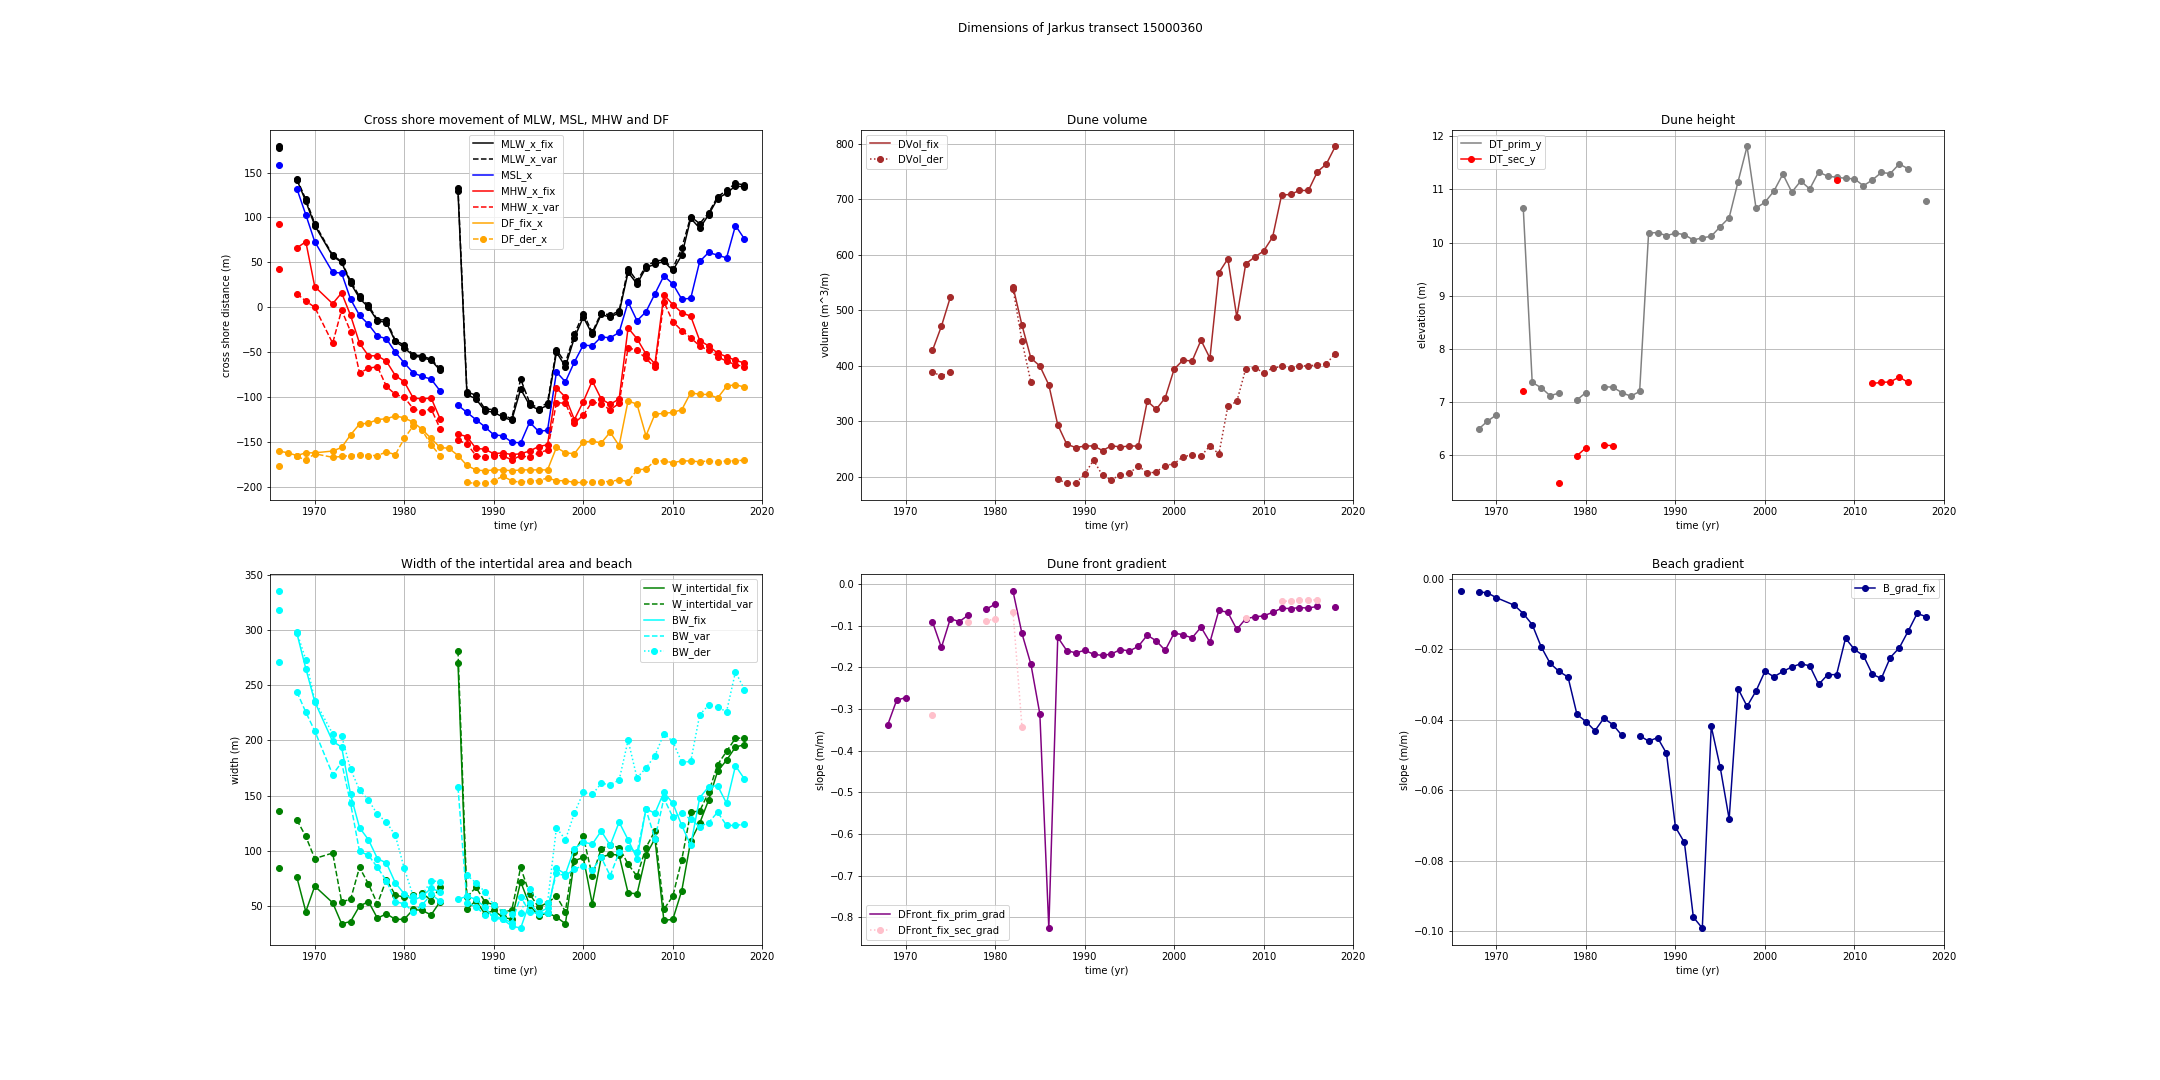 Dimensions of Jarkus transect 15000360
Cross shore movement of MLW, MSL, MHW and DF
cross shore distance (m)
150
100
50
0
−50
−100
−150
−200
MLW_x_fix
MLW_x_var
MSL_x
MHW_x_fix
MHW_x_var
DF_fix_x
DF_der_x
1970 1980 1990 2000 2010 2020
time (yr)
Dune volume
volume (m^3/m)
800
700
600
500
400
300
200
DVol_fix
DVol_der
1970 1980 1990 2000 2010 2020
time (yr)
Dune height
elevation (m)
12
11
10
9
8
7
6
DT_prim_y
DT_sec_y
1970 1980 1990 2000 2010 2020
time (yr)
Width of the intertidal area and beach
width (m)
350
300
250
200
150
100
50
W_intertidal_fix
W_intertidal_var
BW_fix
BW_var
BW_der
1970 1980 1990 2000 2010 2020
time (yr)
Dune front gradient
slope (m/m)
0.0
−0.1
−0.2
−0.3
−0.4
−0.5
−0.6
−0.7
−0.8
DFront_fix_prim_grad
DFront_fix_sec_grad
1970 1980 1990 2000 2010 2020
time (yr)
Beach gradient
slope (m/m)
0.00
−0.02
−0.04
−0.06
−0.08
−0.10
B_grad_fix
1970 1980 1990 2000 2010 2020
time (yr)